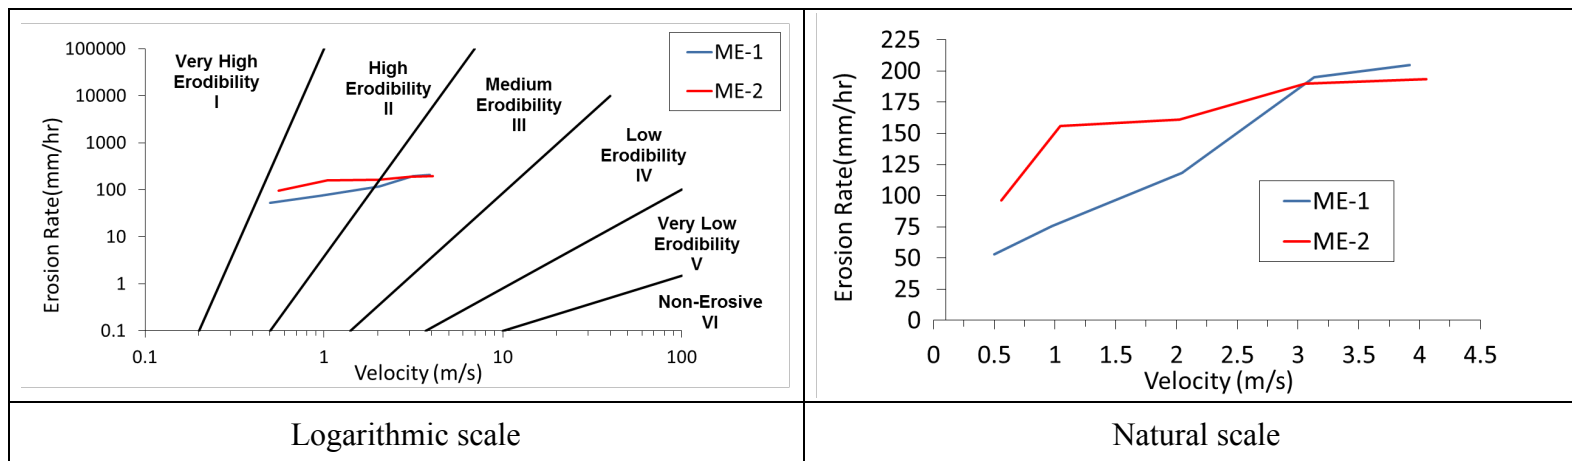 100000
10000
1000
100
10
1
0.1
Erosion Rate(mm/hr)
Very High
Erodibility
I
High
Erodibility
II
Medium
Erodibility
III
Low
Erodibility
IV
Very Low
Erodibility
V
Non-Erosive
VI
ME-1
ME-2
0.1 1 10 100
Velocity (m/s)
Logarithmic scale
225
200
175
150
125
100
75
50
25
0
Erosion Rate(mm/hr)
ME-1
ME-2
0 0.5 1 1.5 2 2.5 3 3.5 4 4.5
Velocity (m/s)
Natural scale